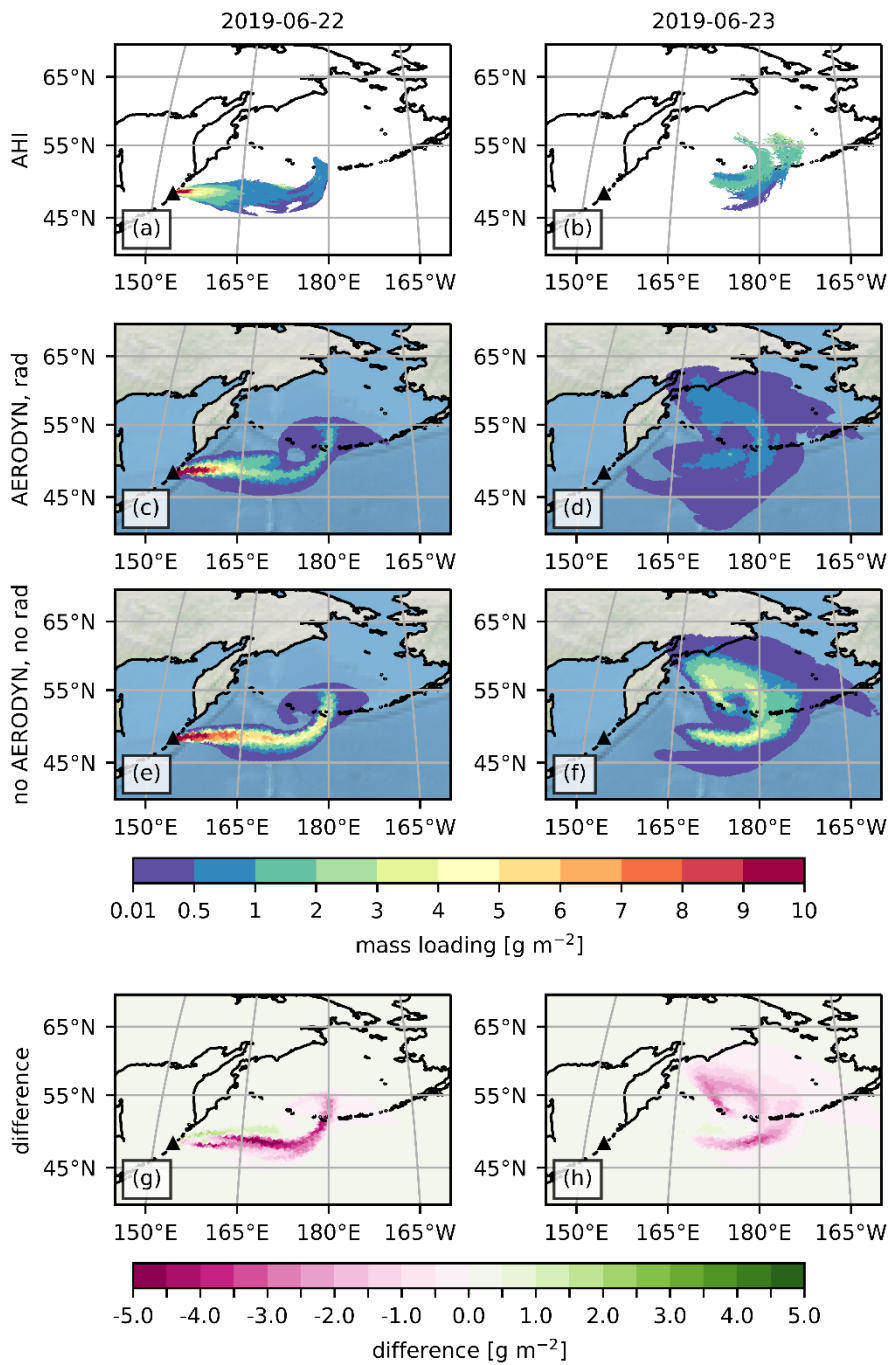 2019-06-22 2019-06-23
AHI
65°N 65°N
55°N 55°N
45°N 45°N
(a) (b)
150°E 165°E 180°E 165°W 150°E 165°E 180°E 165°W
AERODYN, rad
65°N 65°N
55°N 55°N
45°N 45°N
(c) (d)
150°E 165°E 180°E 165°W 150°E 165°E 180°E 165°W
no AERODYN, no rad
65°N 65°N
55°N 55°N
45°N 45°N
(e) (f)
150°E 165°E 180°E 165°W 150°E 165°E 180°E 165°W
0.01 0.5 1 2 3 4 5 6 7 8 9 10
mass loading [g m⁻²]
difference
65°N 65°N
55°N 55°N
45°N 45°N
(g) (h)
150°E 165°E 180°E 165°W 150°E 165°E 180°E 165°W
-5.0 -4.0 -3.0 -2.0 -1.0 0.0 1.0 2.0 3.0 4.0 5.0
difference [g m⁻²]